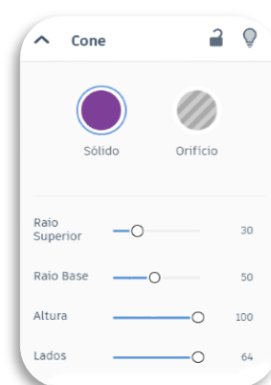 Cone
Sólido Orifício
Raio
Superior 30
Raio Base 50
Altura 100
Lados 64